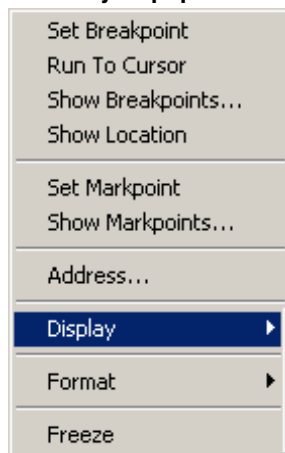 Set Breakpoint
Run To Cursor
Show Breakpoints...
Show Location
Set Markpoint
Show Markpoints...
Address...
Display
Format
Freeze